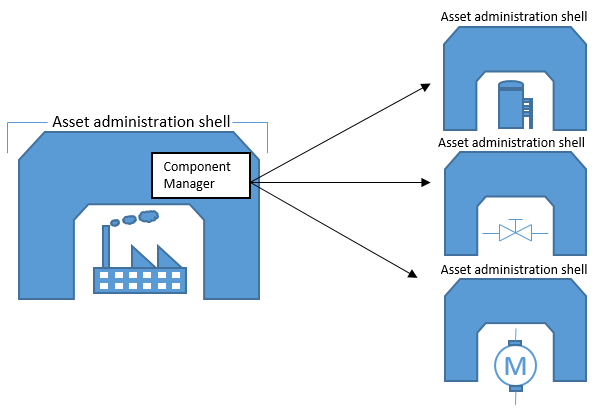 Asset administration shell
Component
Manager
Asset administration shell
Asset administration shell
Asset administration shell
M